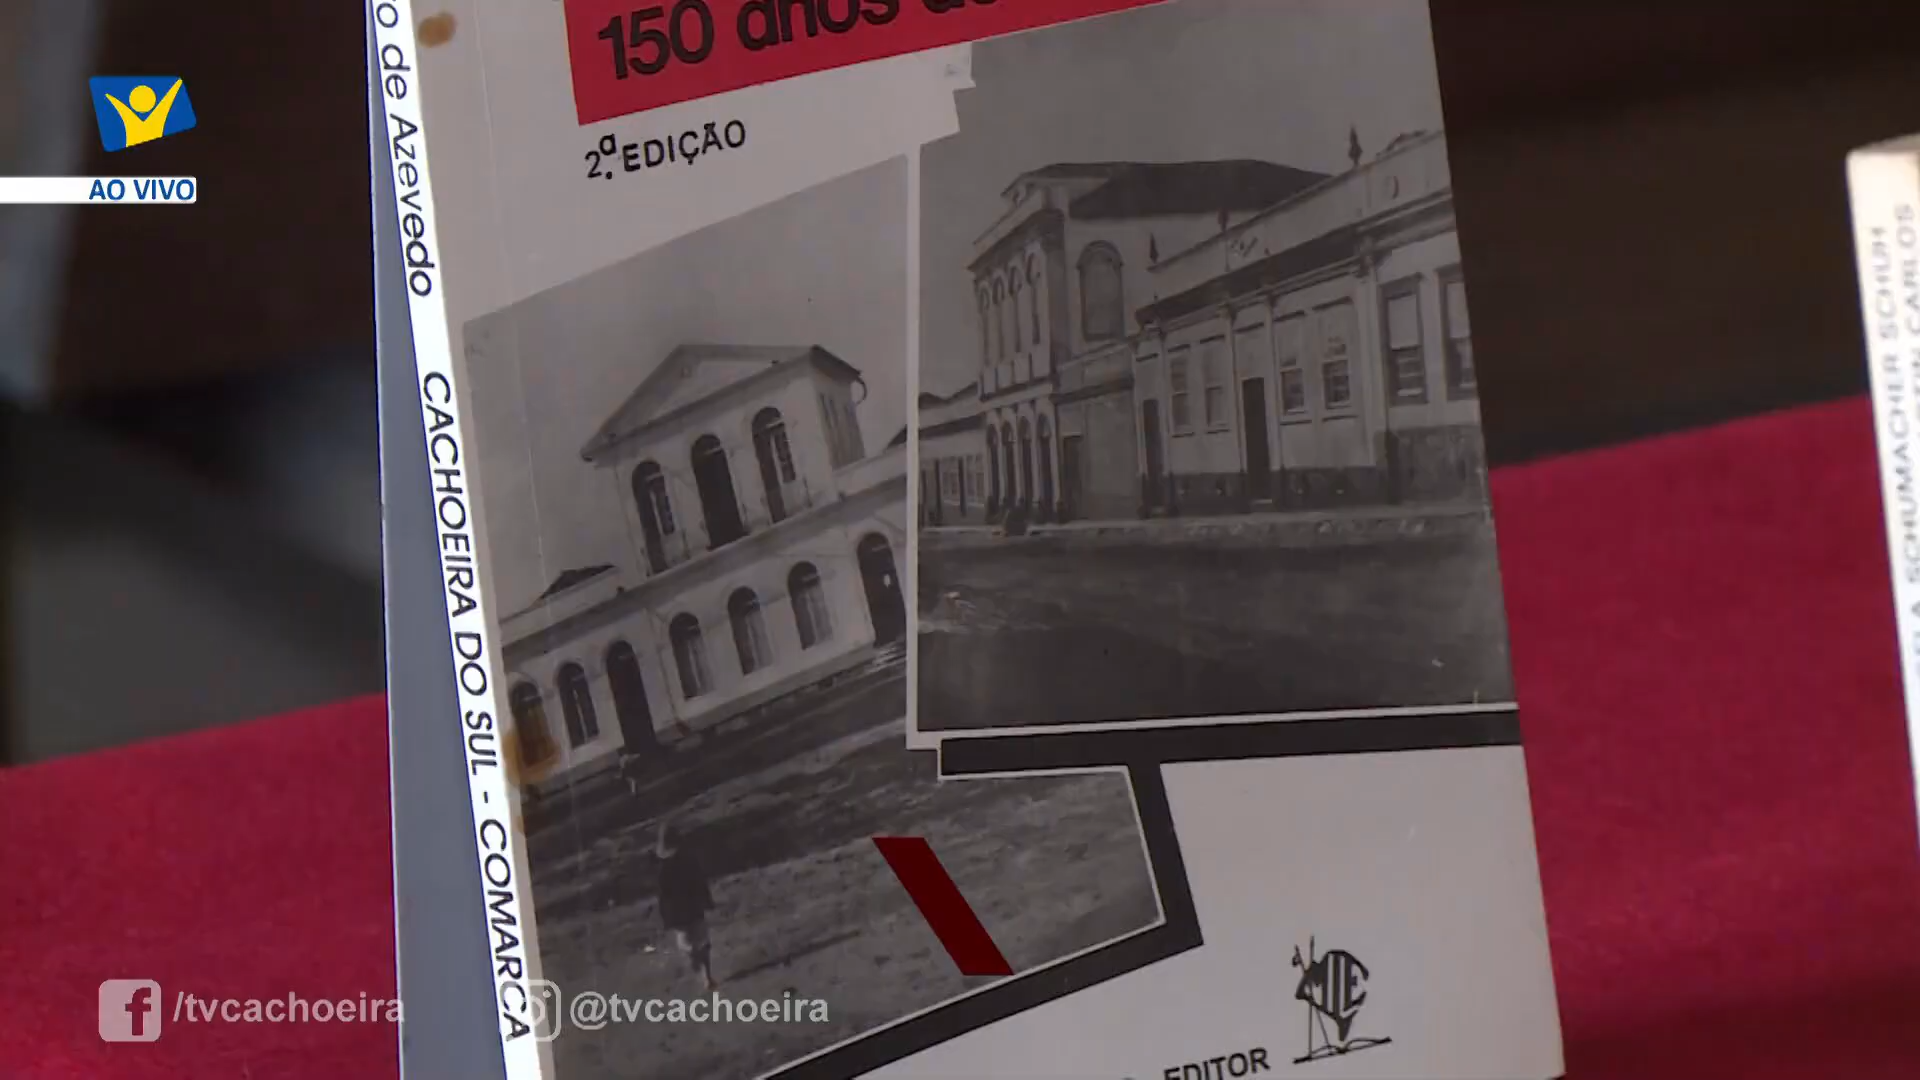 150 anos
2ª EDIÇÃO
AO VIVO
de Azevedo CACHOEIRA DO SUL - COMARCA
SCHUMACHER SCHUH
CARLOS
/tvcachoeira
@tvcachoeira
EDITOR